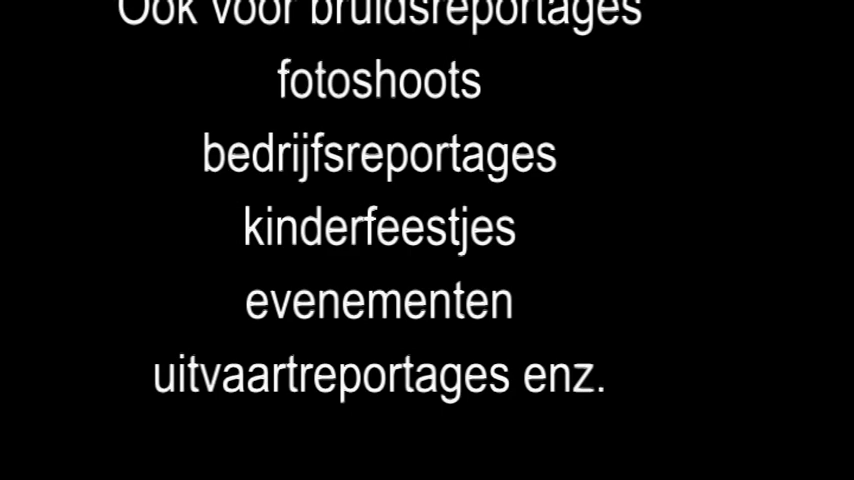 Ook voor bruidsreportages
fotoshoots
bedrijfsreportages
kinderfeestjes
evenementen
uitvaartreportages enz.